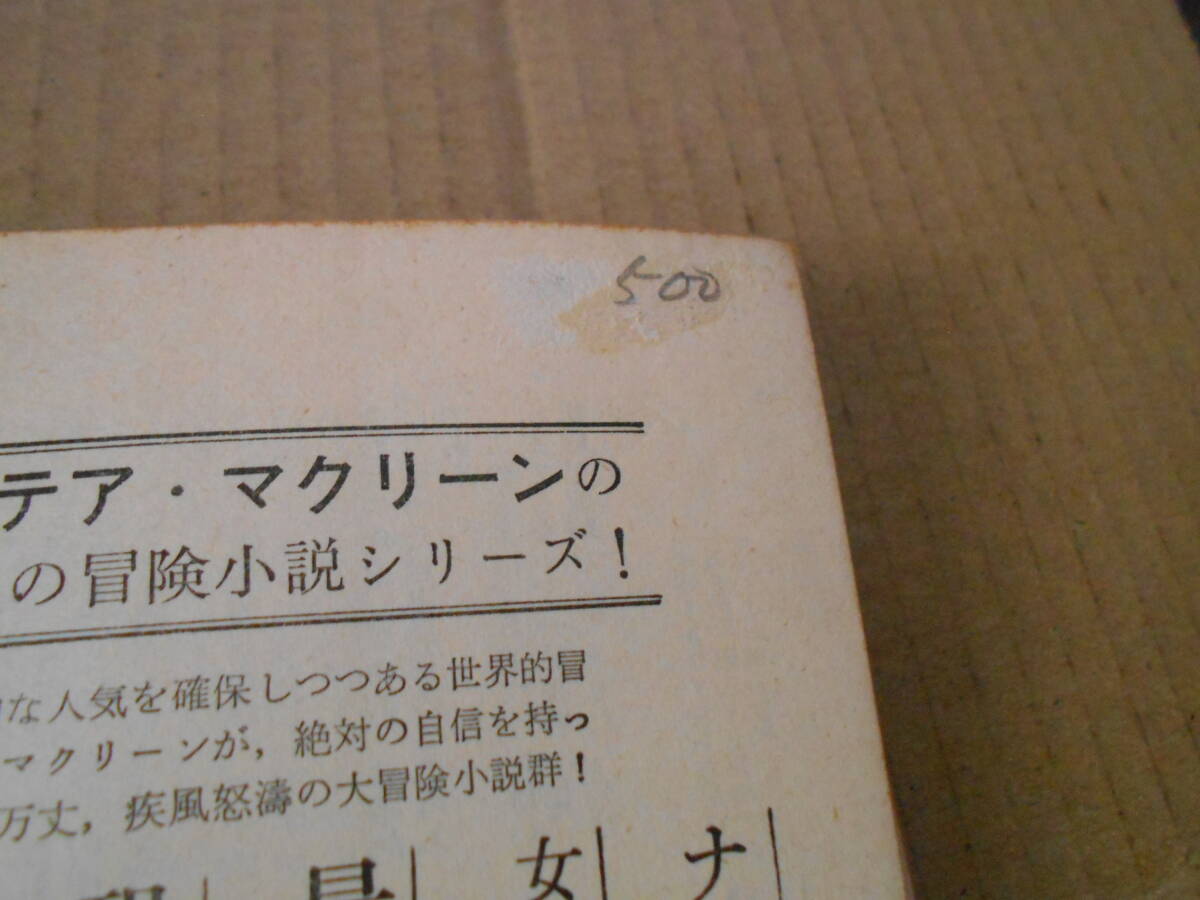 500
テア・マクリーンの
の冒険小説シリーズ!
な人気を確保しつつある世界的冒
マクリーンが,絶対の自信を持っ
万丈,疾風怒濤の大冒険小説群!
女 ナ